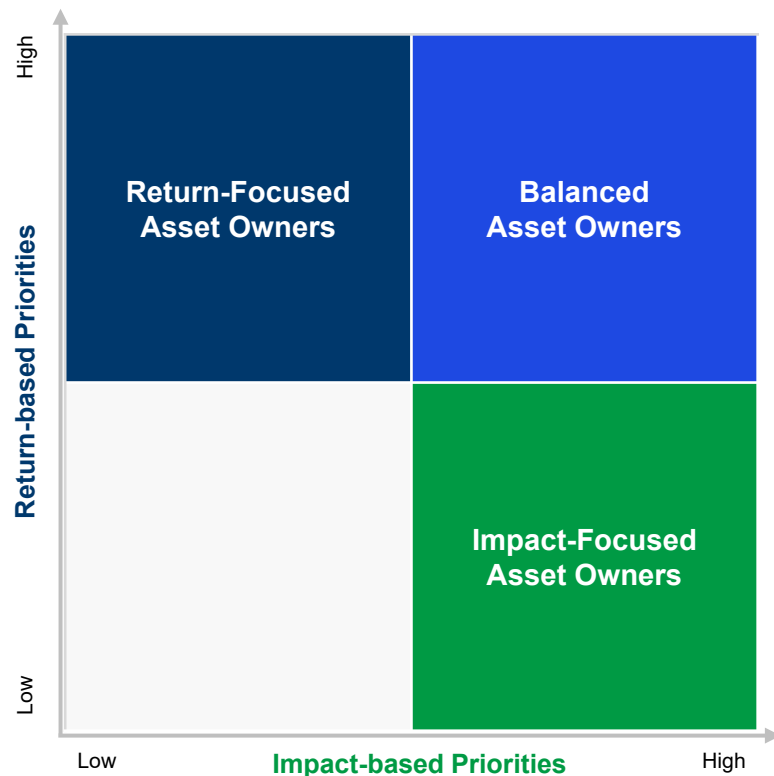 High
Return-Focused
Asset Owners
Balanced
Asset Owners
Return-based Priorities
Impact-Focused
Asset Owners
Low
Low
Impact-based Priorities
High